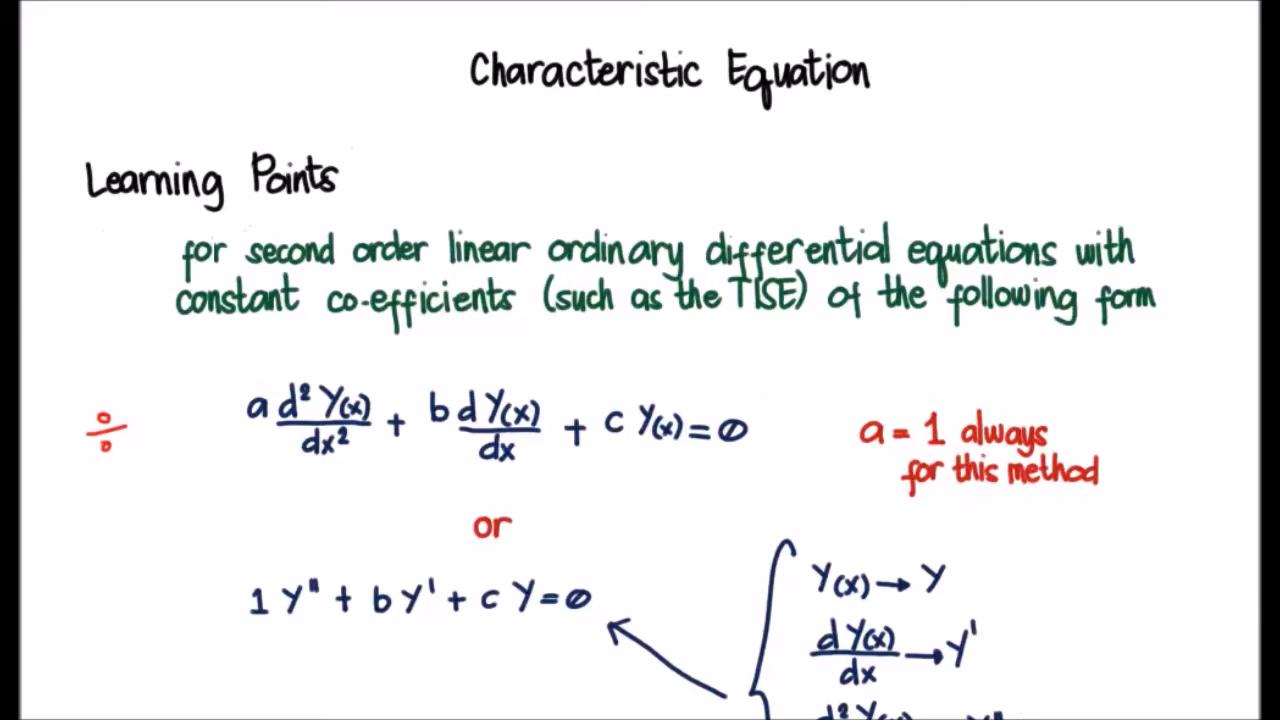 Characteristic Equation
Learning Points
for second order linear ordinary differential equations with
constant co-efficients (such as the TISE) of the following form
÷ a d²Y(x)/dx² + b dY(x)/dx + c Y(x) = 0
a = 1 always
for this method
or
1 Y" + b Y' + c Y = 0
Y(x) → Y
dY(x)/dx → Y'